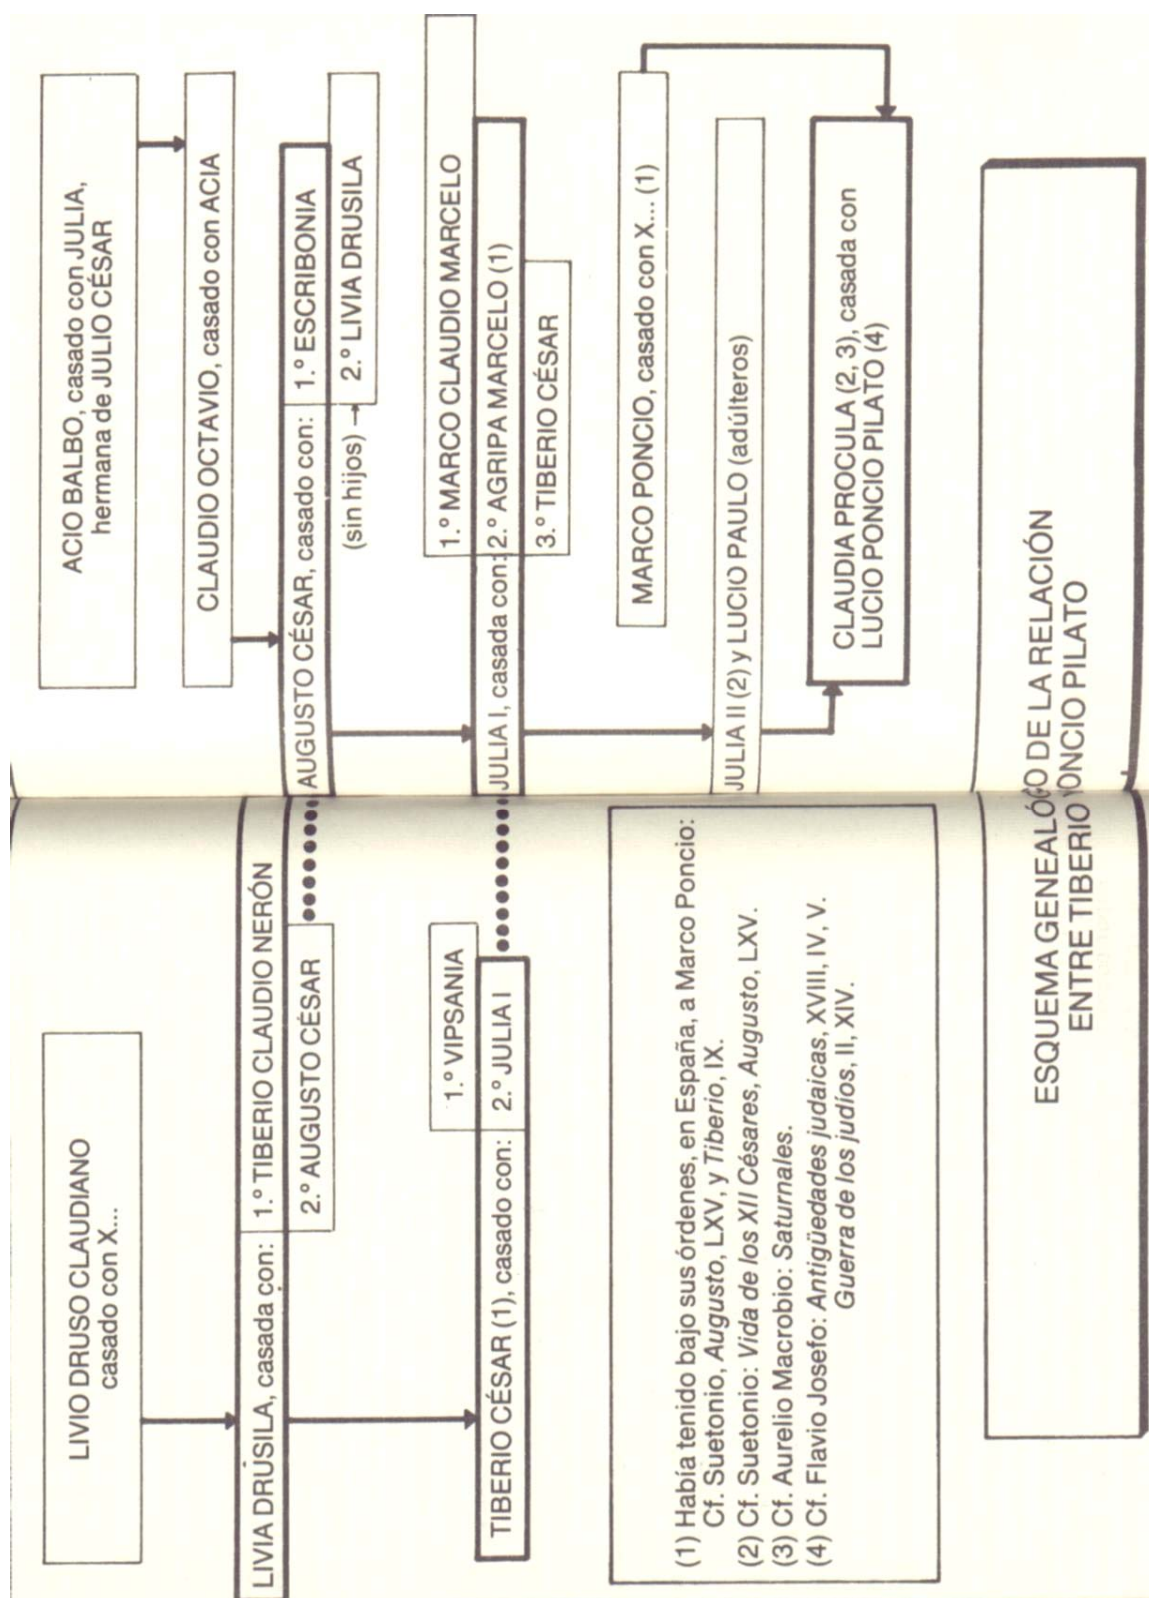 LIVIO DRUSO CLAUDIANO
casado con X...
LIVIA DRUSILA, casada con:
1.º TIBERIO CLAUDIO NERÓN
2.º AUGUSTO CÉSAR
TIBERIO CÉSAR (1), casado con:
1.º VIPSANIA
2.º JULIA I
(1) Había tenido bajo sus órdenes, en España, a Marco Poncio:
Cf. Suetonio, Augusto, LXV, y Tiberio, IX.
(2) Cf. Suetonio: Vida de los XII Césares, Augusto, LXV.
(3) Cf. Aurelio Macrobio: Saturnales.
(4) Cf. Flavio Josefo: Antigüedades judaicas, XVIII, IV, V.
Guerra de los judíos, II, XIV.
ACIO BALBO, casado con JULIA,
hermana de JULIO CÉSAR
CLAUDIO OCTAVIO, casado con ACIA
AUGUSTO CÉSAR, casado con:
1.º ESCRIBONIA
(sin hijos) → 2.º LIVIA DRUSILA
JULIA I, casada con:
1.º MARCO CLAUDIO MARCELO
2.º AGRIPA MARCELO (1)
3.º TIBERIO CÉSAR
MARCO PONCIO, casado con X... (1)
JULIA II (2) y LUCIO PAULO (adúlteros)
CLAUDIA PROCULA (2, 3), casada con
LUCIO PONCIO PILATO (4)
ESQUEMA GENEALÓGO DE LA RELACIÓN
ENTRE TIBERIO ONCIO PILATO